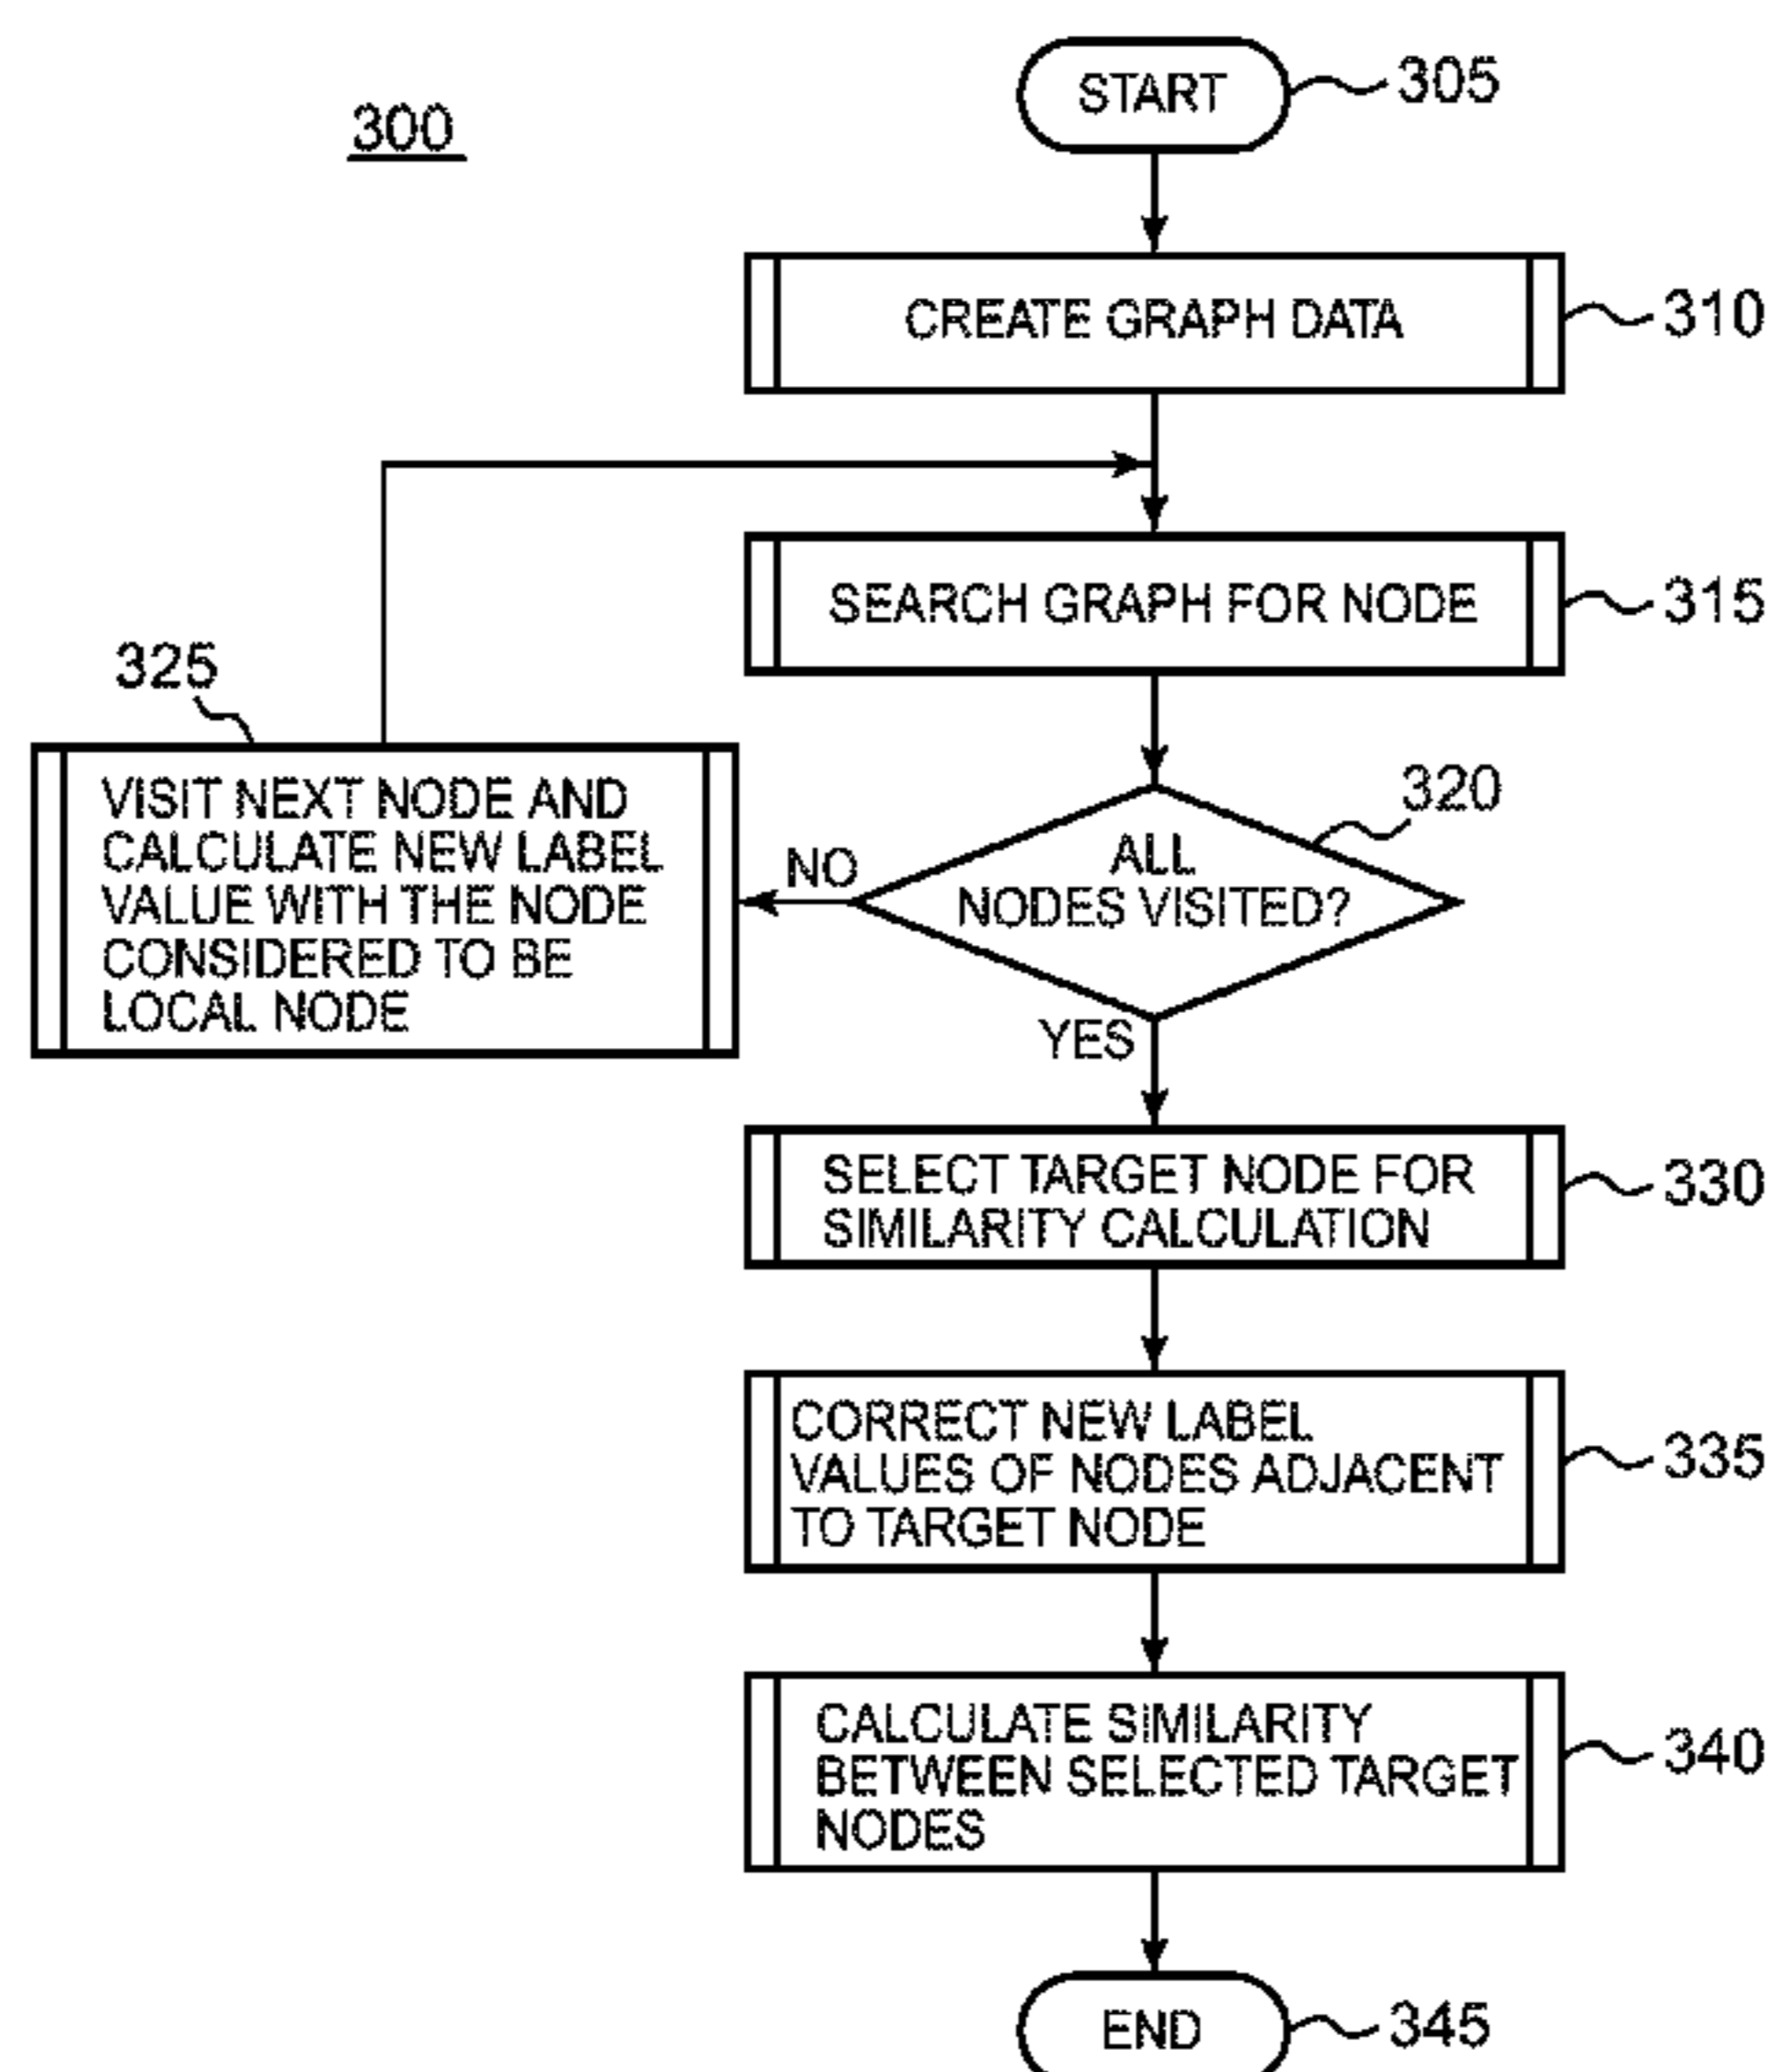 300
START
305
CREATE GRAPH DATA
310
SEARCH GRAPH FOR NODE
315
ALL
NODES VISITED?
320
NO
325
VISIT NEXT NODE AND
CALCULATE NEW LABEL
VALUE WITH THE NODE
CONSIDERED TO BE
LOCAL NODE
YES
SELECT TARGET NODE FOR
SIMILARITY CALCULATION
330
CORRECT NEW LABEL
VALUES OF NODES ADJACENT
TO TARGET NODE
335
CALCULATE SIMILARITY
BETWEEN SELECTED TARGET
NODES
340
END
345